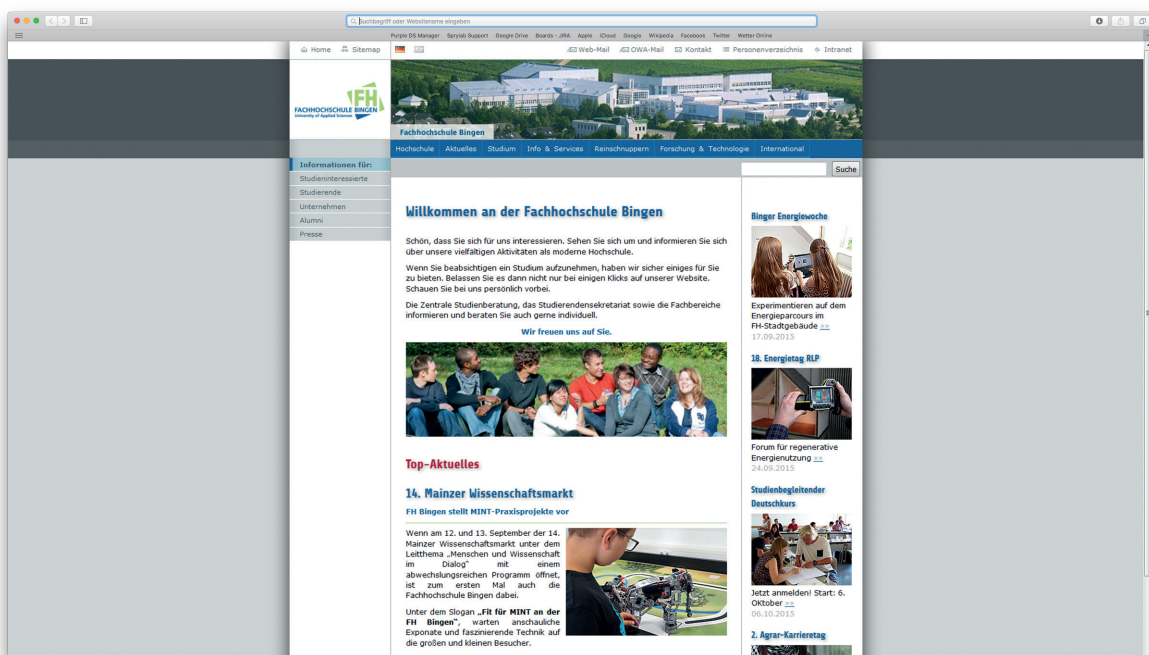 Suchbegriff oder Websitename eingeben
Purple DS Manager Sprylab Support Google Drive Boards - JIRA Apple iCloud Google Wikipedia Facebook Twitter Wetter Online
Home Sitemap Web-Mail OWA-Mail Kontakt Personenverzeichnis Intranet
FH
FACHHOCHSCHULE BINGEN
University of Applied Sciences
Fachhochschule Bingen
Hochschule Aktuelles Studium Info & Services Reinschnuppern Forschung & Technologie International
Suche
Informationen für:
Studieninteressierte
Studierende
Unternehmen
Alumni
Presse
Willkommen an der Fachhochschule Bingen
Schön, dass Sie sich für uns interessieren. Sehen Sie sich um und informieren Sie sich
über unsere vielfältigen Aktivitäten als moderne Hochschule.
Wenn Sie beabsichtigen ein Studium aufzunehmen, haben wir sicher einiges für Sie
zu bieten. Belassen Sie es dann nicht nur bei einigen Klicks auf unserer Website.
Schauen Sie bei uns persönlich vorbei.
Die Zentrale Studienberatung, das Studierendensekretariat sowie die Fachbereiche
informieren und beraten Sie auch gerne individuell.
Wir freuen uns auf Sie.
Top-Aktuelles
14. Mainzer Wissenschaftsmarkt
FH Bingen stellt MINT-Praxisprojekte vor
Wenn am 12. und 13. September der 14.
Mainzer Wissenschaftsmarkt unter dem
Leitthema „Menschen und Wissenschaft
im Dialog" mit einem
abwechslungsreichen Programm öffnet,
ist zum ersten Mal auch die
Fachhochschule Bingen dabei.
Unter dem Slogan „Fit für MINT an der
FH Bingen", warten anschauliche
Exponate und faszinierende Technik auf
die großen und kleinen Besucher.
Binger Energiewoche
Experimentieren auf dem
Energieparcours im
FH-Stadtgebäude >>
17.09.2015
18. Energietag RLP
Forum für regenerative
Energienutzung >>
24.09.2015
Studienbegleitender
Deutschkurs
Jetzt anmelden! Start: 6.
OKtober >>
06.10.2015
2. Agrar-Karrieretag